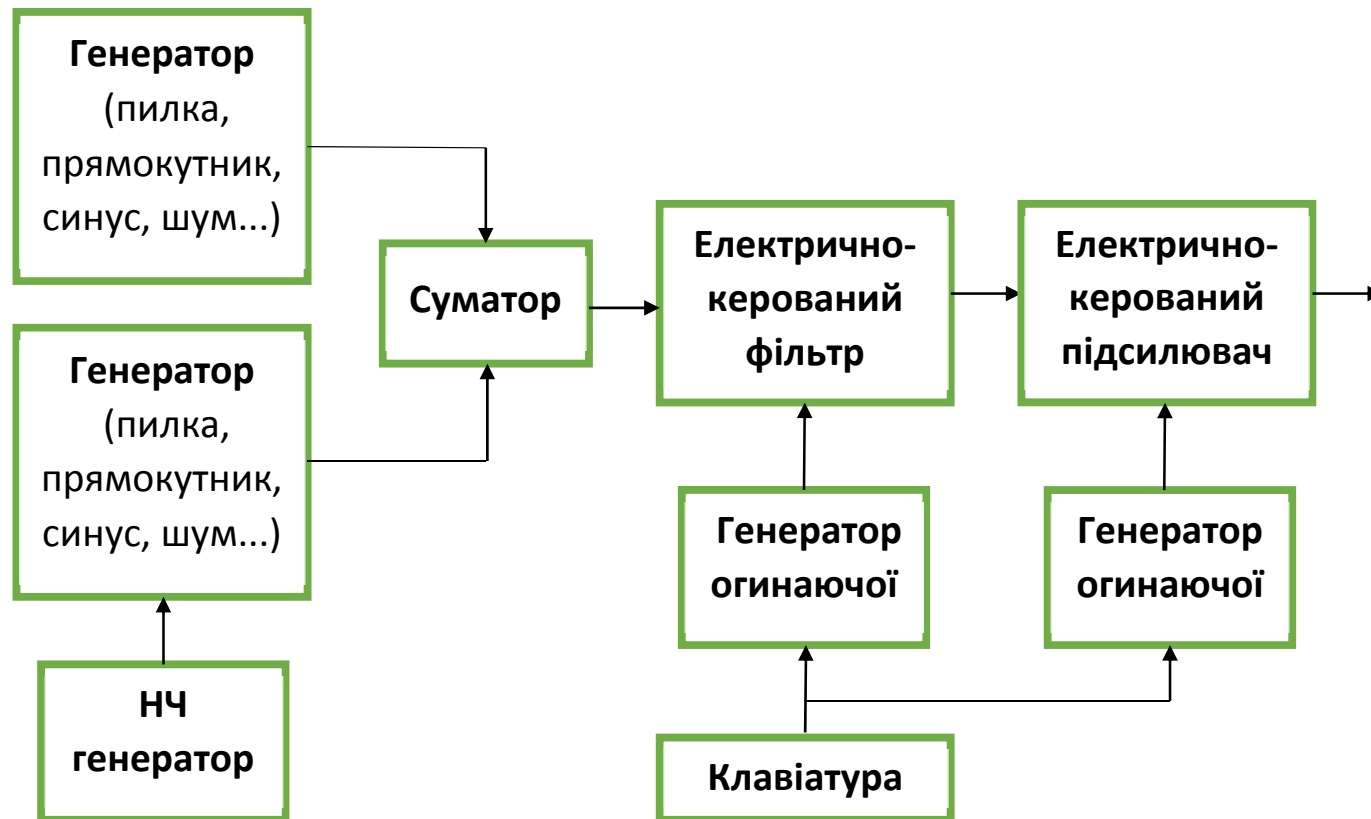 Генератор
(пилка,
прямокутник,
синус, шум...)
Генератор
(пилка,
прямокутник,
синус, шум...)
НЧ
генератор
Суматор
Електрично-
керований
фільтр
Електрично-
керований
підсилювач
Генератор
огинаючої
Генератор
огинаючої
Клавіатура